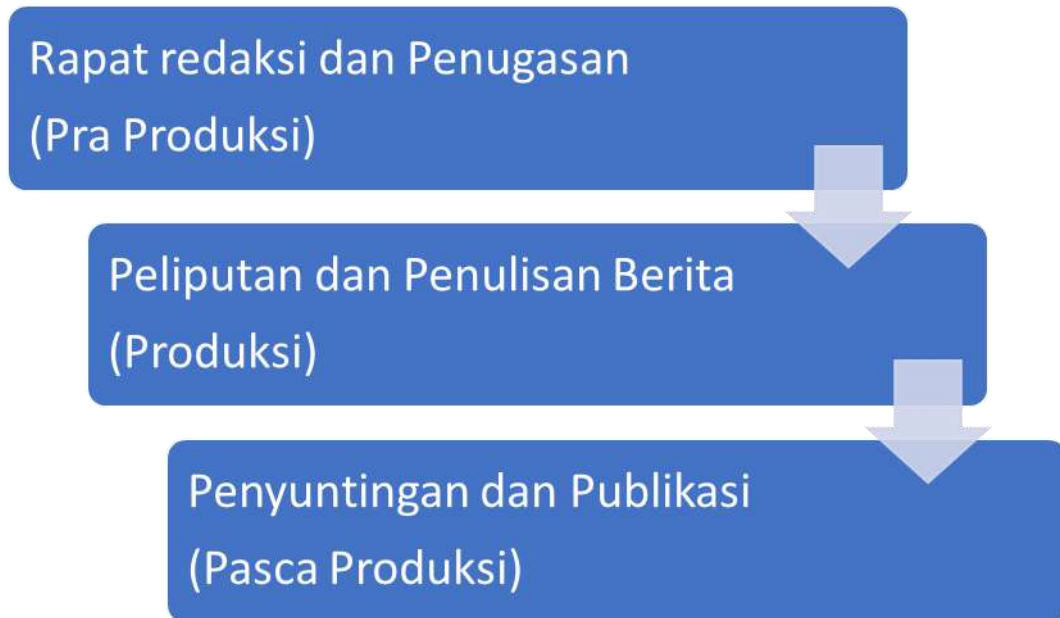 Rapat redaksi dan Penugasan
(Pra Produksi)
Peliputan dan Penulisan Berita
(Produksi)
Penyuntingan dan Publikasi
(Pasca Produksi)